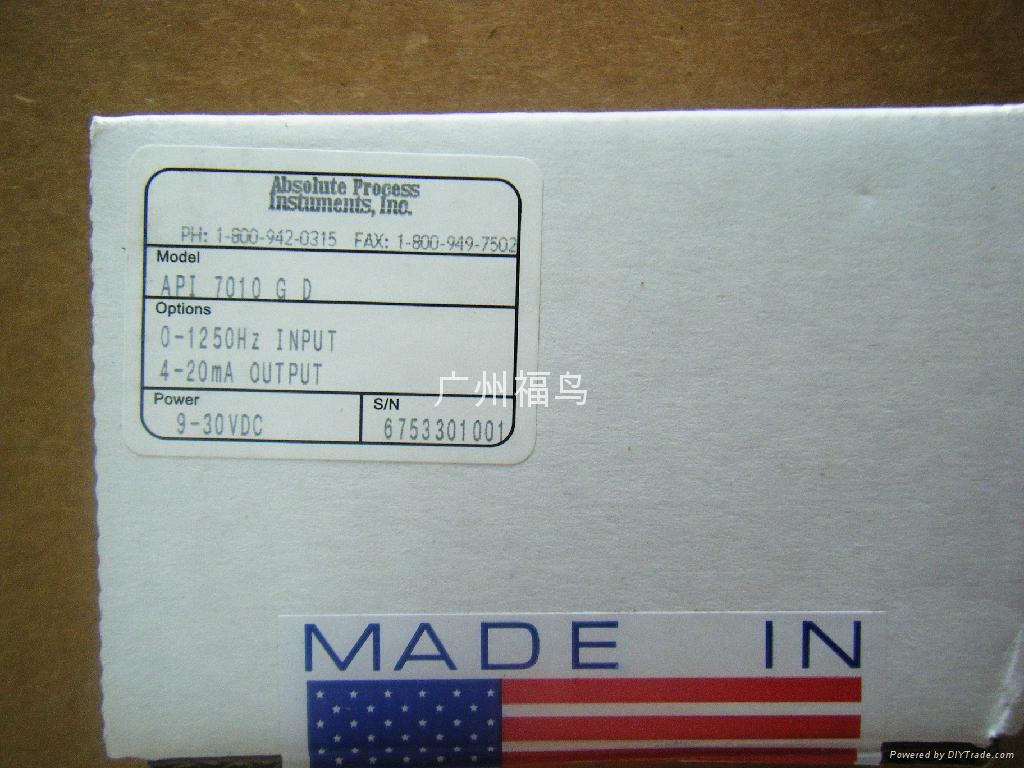 Absolute Process
Instuments, Inc.
PH: 1-800-942-0315 FAX: 1-800-949-7502
Model
API 7010 G D
Options
0-1250Hz INPUT
4-20mA OUTPUT
广州福鸟
Power
9-30VDC
S/N
6753301001
MADE IN
Powered by DIYTrade.com